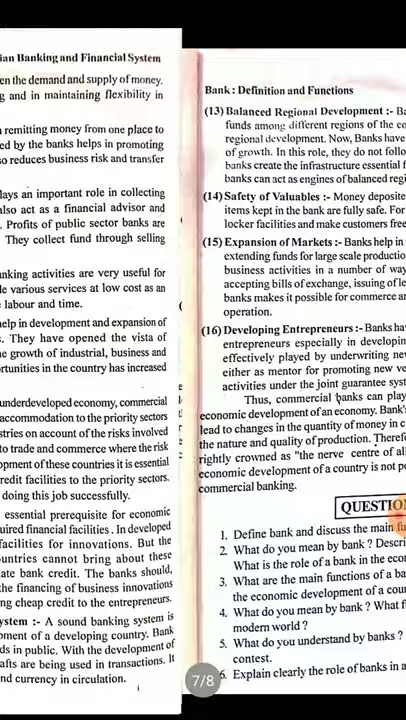 ian Banking and Financial System
en the demand and supply of money.
g and in maintaining flexibility in
remitting money from one place to
ed by the banks helps in promoting
so reduces business risk and transfer
lays an important role in collecting
also act as a financial advisor and
. Profits of public sector banks are
They collect fund through selling
nking activities are very useful for
le various services at low cost as an
labour and time.
elp in development and expansion of
. They have opened the vista of
e growth of industrial, business and
rtunities in the country has increased
underdeveloped economy, commercial
accommodation to the priority sectors
stries on account of the risks involved
to trade and commerce where the risk
opment of these countries it is essential
redit facilities to the priority sectors.
doing this job successfully.
essential prerequisite for economic
uired financial facilities. In developed
facilities for innovations. But the
ountries cannot bring about these
ate bank credit. The banks should,
the financing of business innovations
ng cheap credit to the entrepreneurs.
ystem :- A sound banking system is
pment of a developing country. Bank
ds in public. With the development of
afts are being used in transactions. It
nd currency in circulation.
Bank : Definition and Functions
(13) Balanced Regional Development :- Ba
funds among different regions of the co
regional development. Now, Banks have
of growth. In this role, they do not follo
banks create the infrastructure essential f
banks can act as engines of balanced regi
(14) Safety of Valuables :- Money deposite
items kept in the bank are fully safe. For
locker facilities and make customers free
(15) Expansion of Markets :- Banks help in
extending funds for large scale productio
business activities in a number of way
accepting bills of exchange, issuing of le
banks makes it possible for commerce an
operation.
(16) Developing Entrepreneurs :- Banks ha
entrepreneurs especially in developin
effectively played by underwriting new
either as mentor for promoting new ve
activities under the joint guarantee syst
Thus, commercial banks can play
economic development of an economy. Bank's
lead to changes in the quantity of money in c
the nature and quality of production. Theref
rightly crowned as "the nerve centre of al
economic development of a country is not p
commercial banking.
QUESTION
1. Define bank and discuss the main fu
2. What do you mean by bank ? Descri
What is the role of a bank in the econ
3. What are the main functions of a ba
the economic development of a coun
4. What do you mean by bank ? What f
modern world ?
5. What do you understand by banks ?
contest.
6. Explain clearly the role of banks in a
7/8